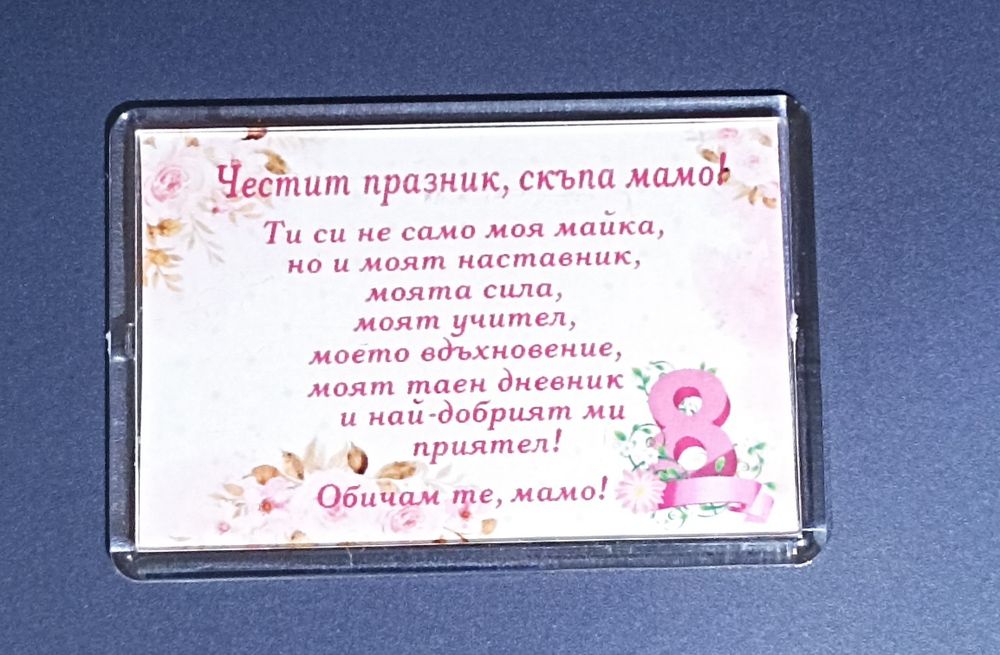 Честит празник, скъпа мамо!
Ти си не само моя майка,
но и моят наставник,
моята сила,
моят учител,
моето вдъхновение,
моят таен дневник
и най-добрият ми
приятел!
Обичам те, мамо!
8